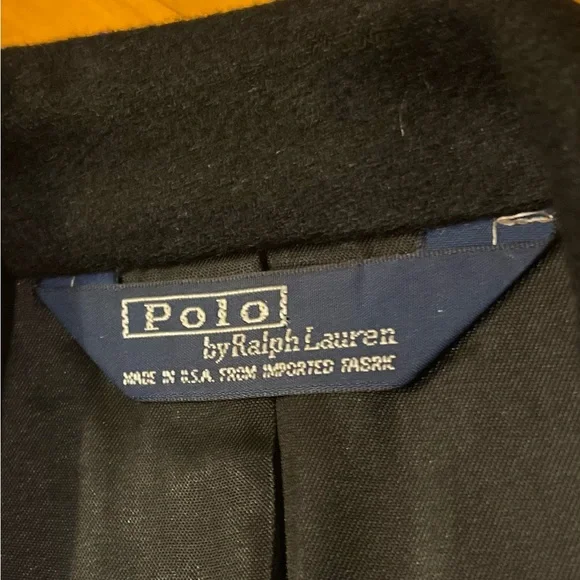 Polo
by Ralph Lauren
MADE IN U.S.A. FROM IMPORTED FABRIC